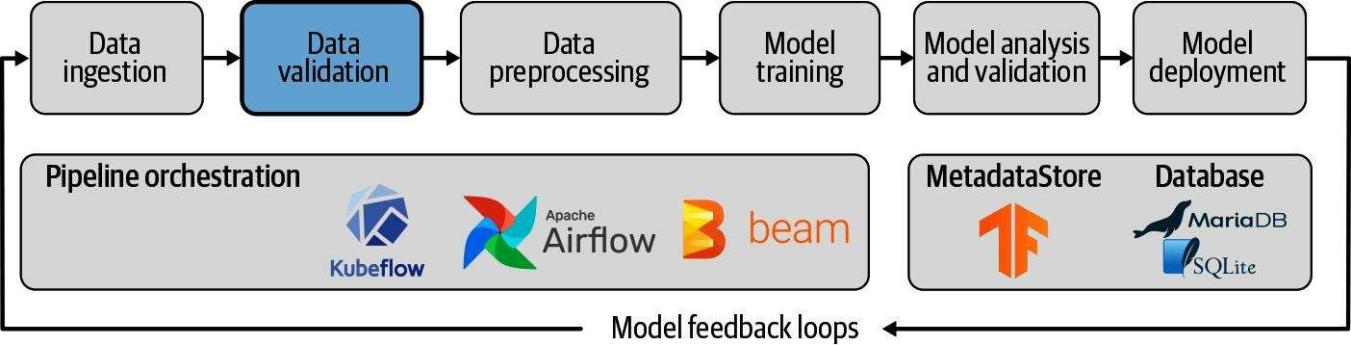 Data
ingestion
Data
validation
Data
preprocessing
Model
training
Model analysis
and validation
Model
deployment
Pipeline orchestration
Kubeflow
Apache
Airflow
beam
MetadataStore
Database
MariaDB
SQLite
Model feedback loops